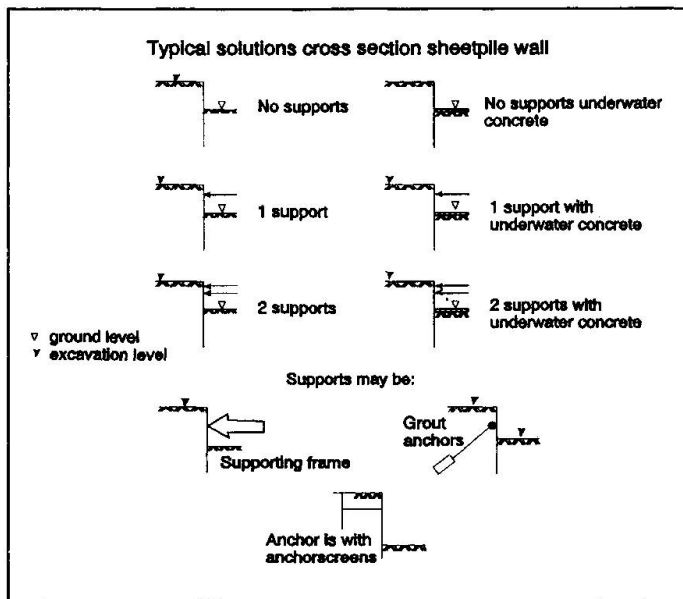 Typical solutions cross section sheetpile wall
No supports
No supports underwater
concrete
1 support
1 support with
underwater concrete
2 supports
2 supports with
underwater concrete
ground level
excavation level
Supports may be:
Supporting frame
Grout
anchors
Anchor is with
anchorscreens